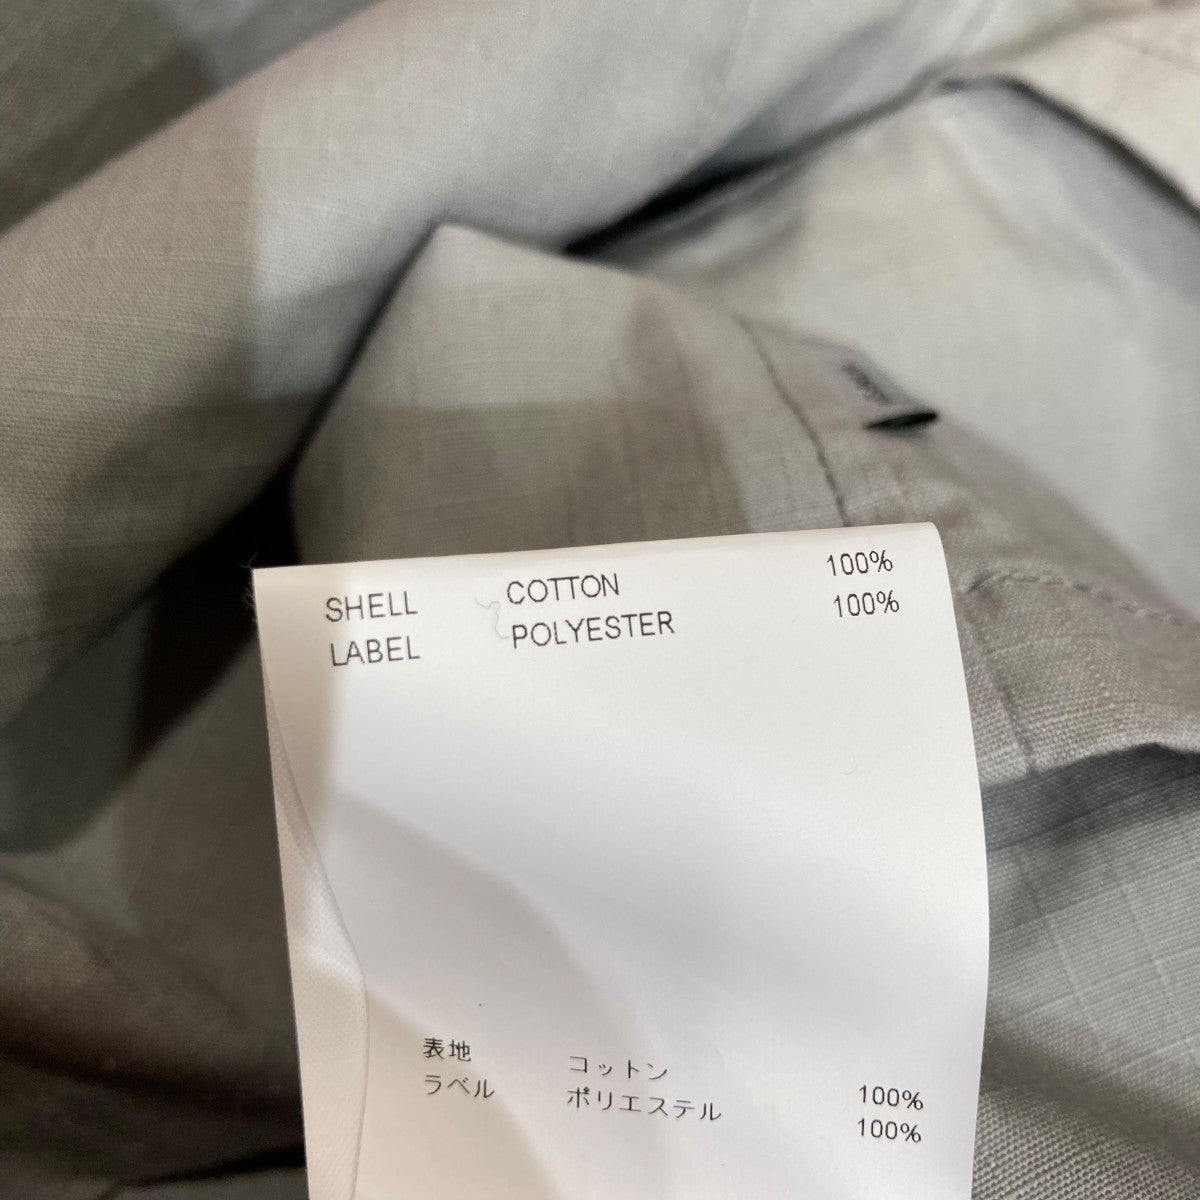 SHELL COTTON 100%
LABEL POLYESTER 100%
表地 コットン 100%
ラベル ポリエステル 100%